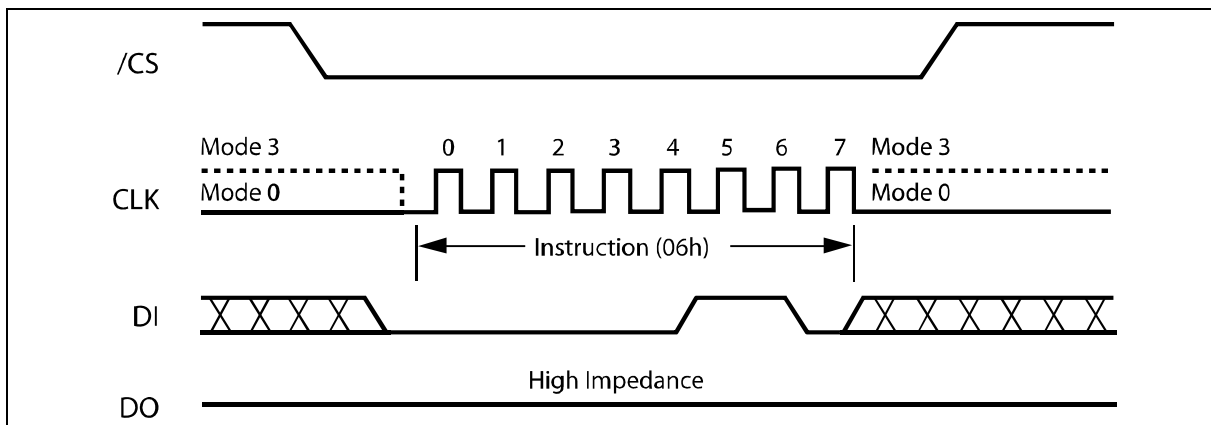 /CS
Mode 3 0 1 2 3 4 5 6 7 Mode 3
CLK Mode 0 Mode 0
Instruction (06h)
DI
High Impedance
DO